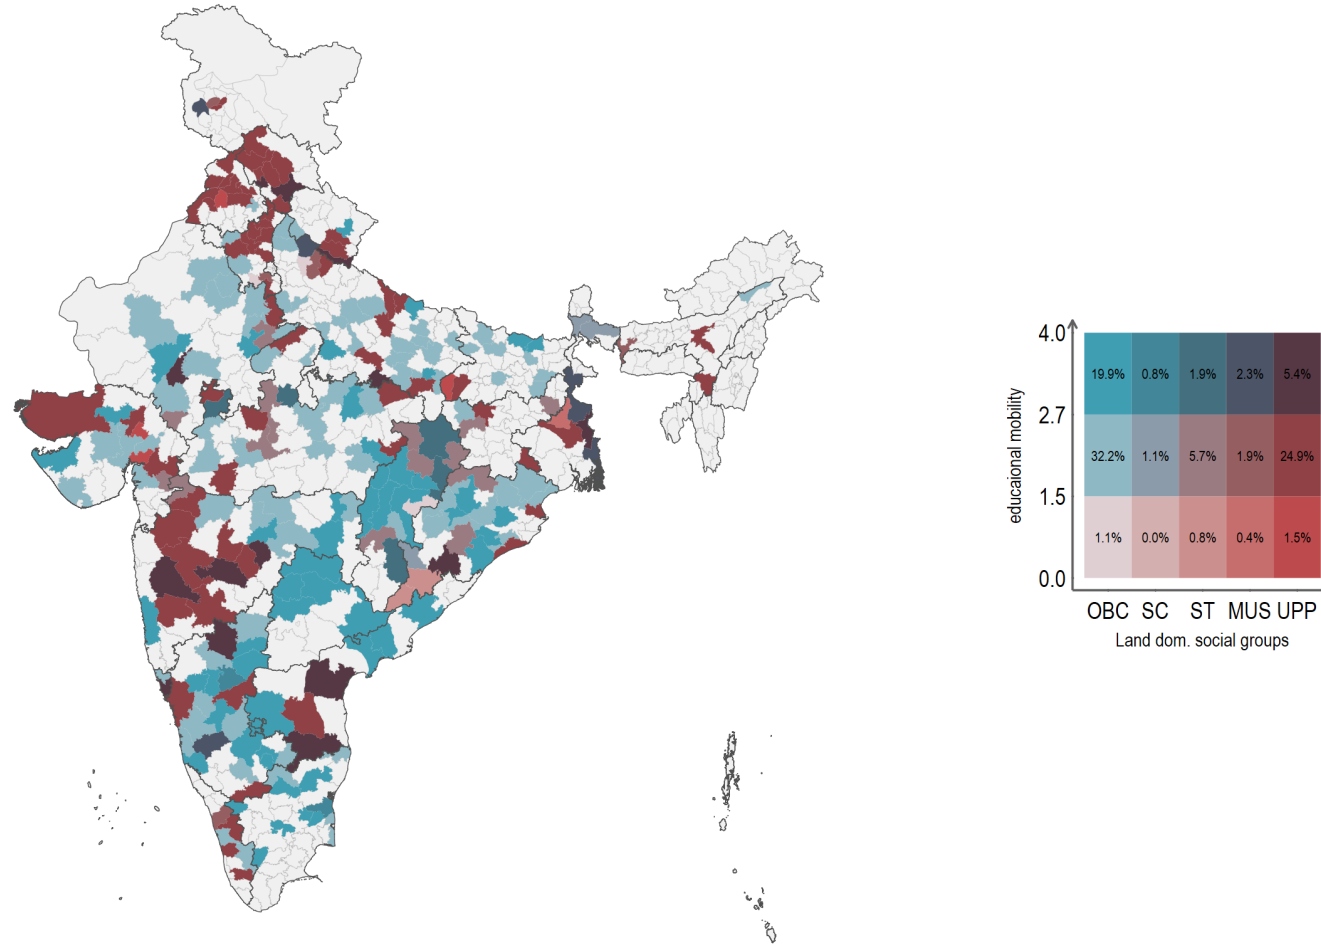 4.0
19.9% 0.8% 1.9% 2.3% 5.4%
2.7
32.2% 1.1% 5.7% 1.9% 24.9%
1.5
1.1% 0.0% 0.8% 0.4% 1.5%
0.0
educaional mobility
OBC SC ST MUS UPP
Land dom. social groups